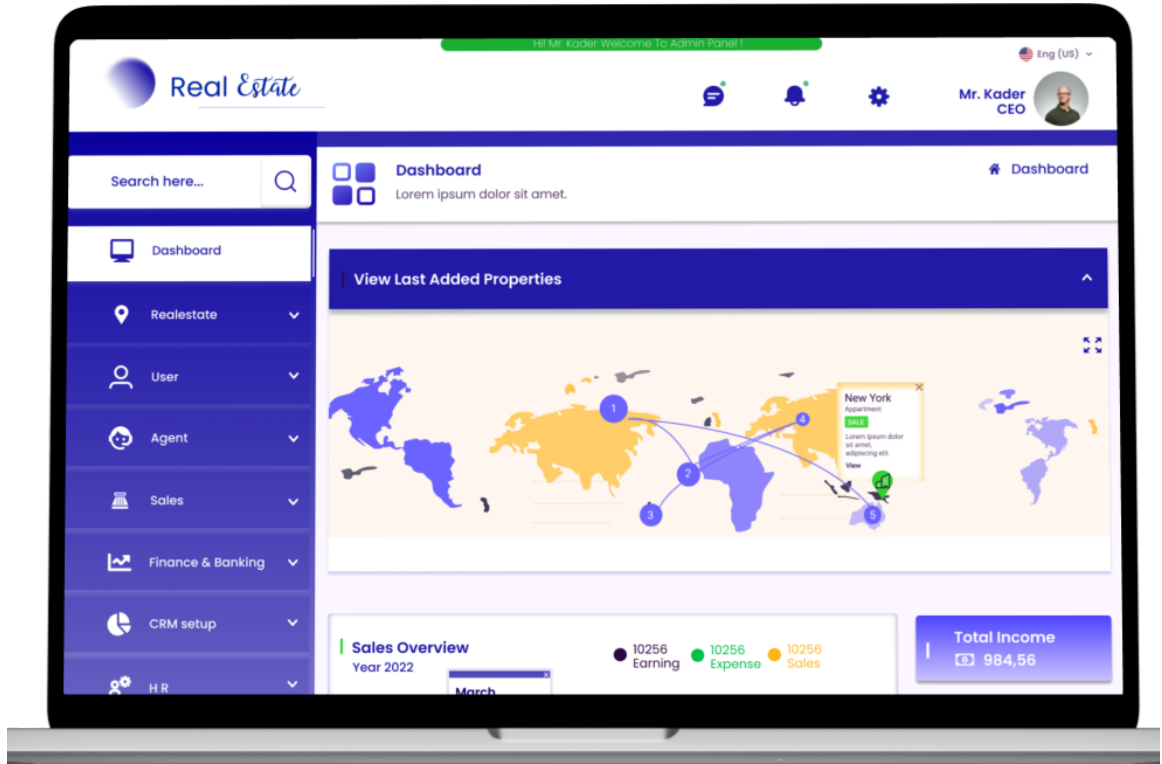 Hi! Mr. Kader Welcome To Admin Panel !
Eng (US)
Real Estate
Mr. Kader
CEO
Search here...
Dashboard
Lorem ipsum dolor sit amet.
Dashboard
Dashboard
Realestate
User
Agent
Sales
Finance & Banking
CRM setup
H R
View Last Added Properties
1
2
3
4
5
New York
Appartment
SALE
Lorem ipsum dolor
sit amet,
adipiscing elit.
View
Sales Overview
Year 2022
10256
Earning
10256
Expense
10256
Sales
March
Total Income
984,56